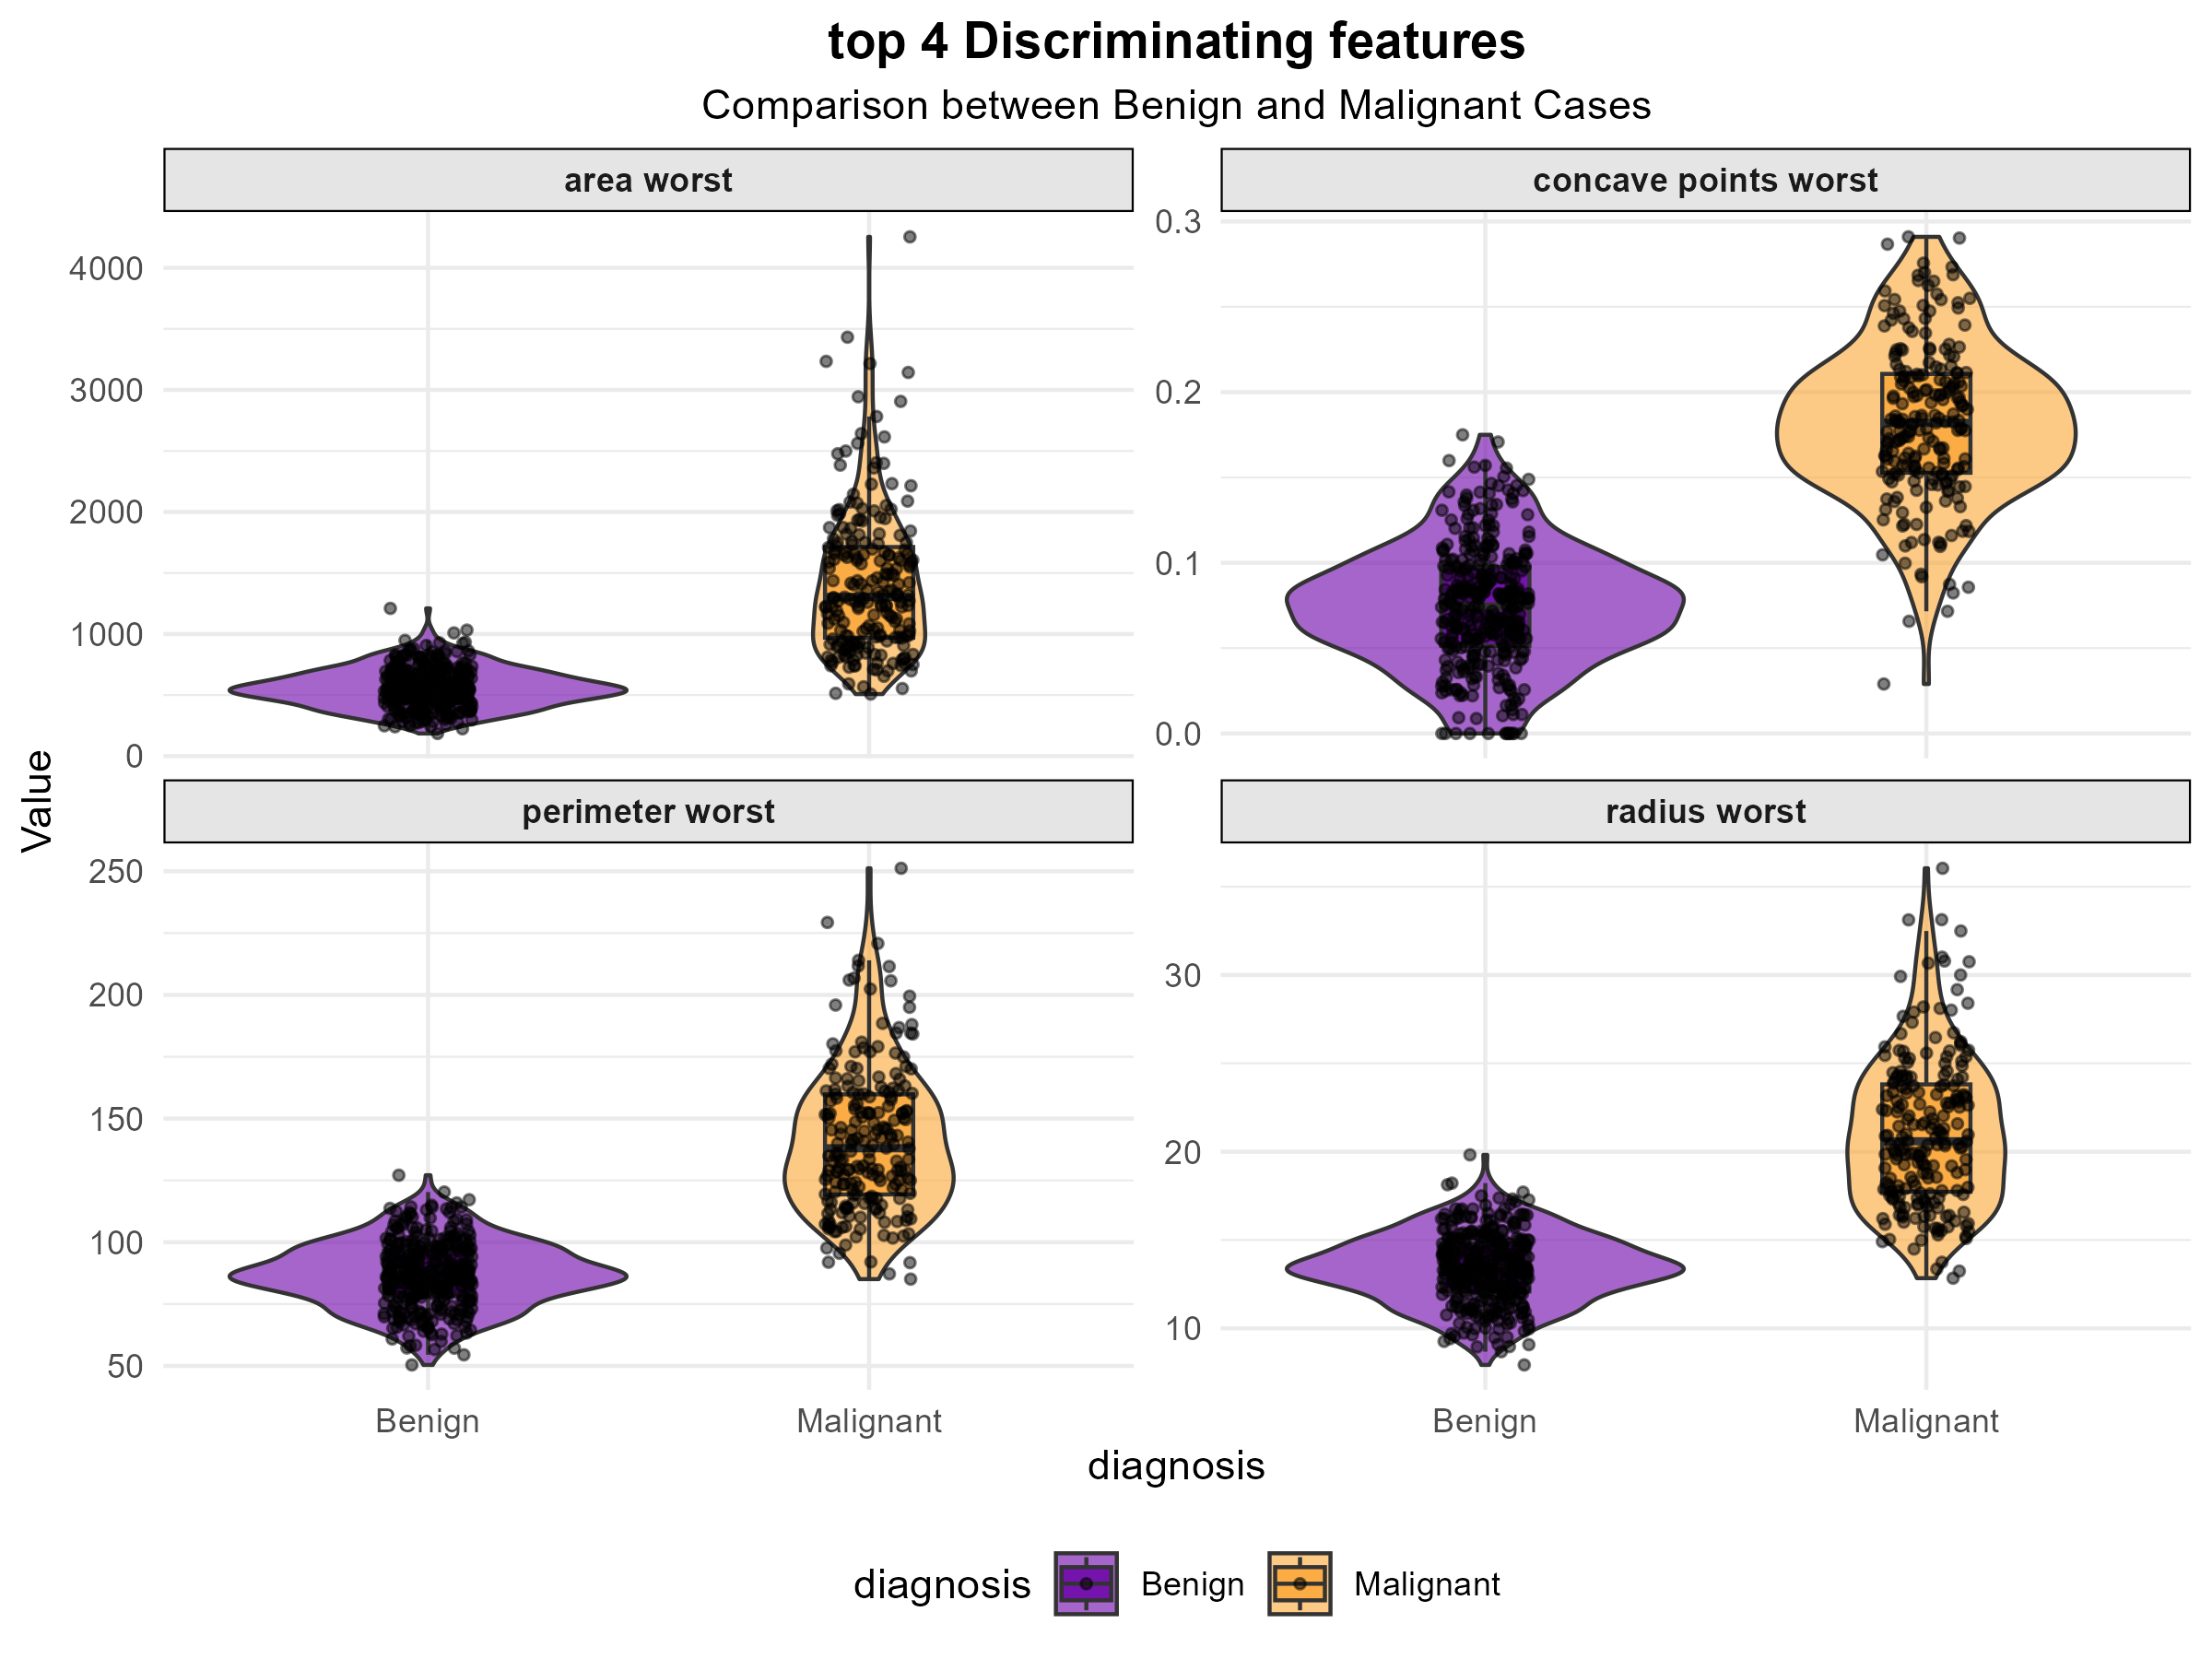 top 4 Discriminating features
Comparison between Benign and Malignant Cases
area worst
concave points worst
4000
3000
2000
1000
0
0.3
0.2
0.1
0.0
Value
perimeter worst
radius worst
250
200
150
100
50
30
20
10
Benign
Malignant
Benign
Malignant
diagnosis
diagnosis Benign Malignant